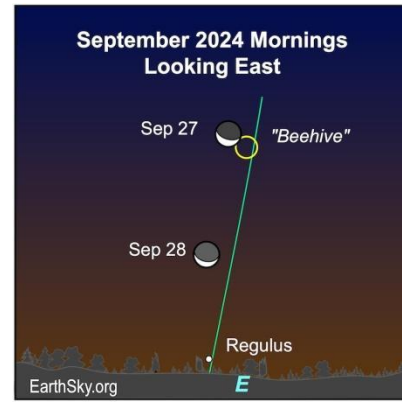 September 2024 Mornings
Looking East
Sep 27
"Beehive"
Sep 28
Regulus
EarthSky.org
E